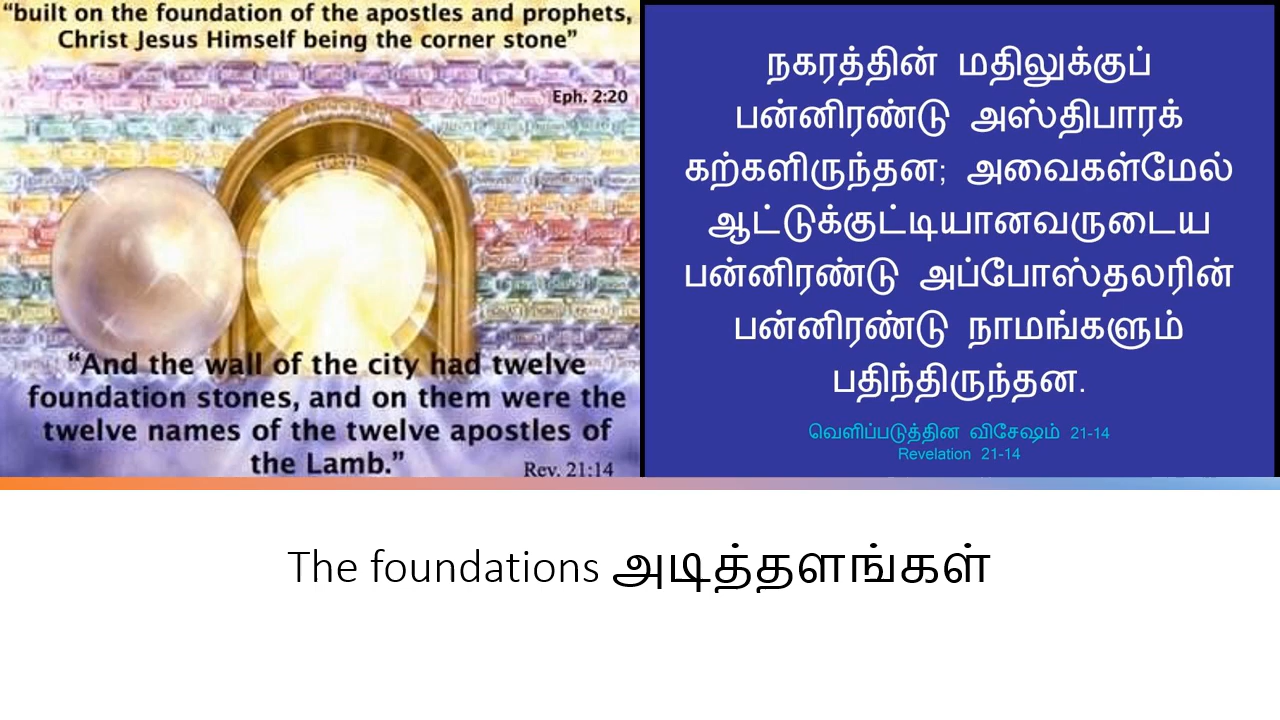 “built on the foundation of the apostles and prophets,
Christ Jesus Himself being the corner stone”
Eph. 2:20
“And the wall of the city had twelve
foundation stones, and on them were the
twelve names of the twelve apostles of
the Lamb.”
Rev. 21:14
நகரத்தின் மதிலுக்குப்
பன்னிரண்டு அஸ்திபாரக்
கற்களிருந்தன; அவைகள்மேல்
ஆட்டுக்குட்டியானவருடைய
பன்னிரண்டு அப்போஸ்தலரின்
பன்னிரண்டு நாமங்களும்
பதிந்திருந்தன.
வெளிப்படுத்தின விசேஷம் 21-14
Revelation 21-14
The foundations அடித்தளங்கள்